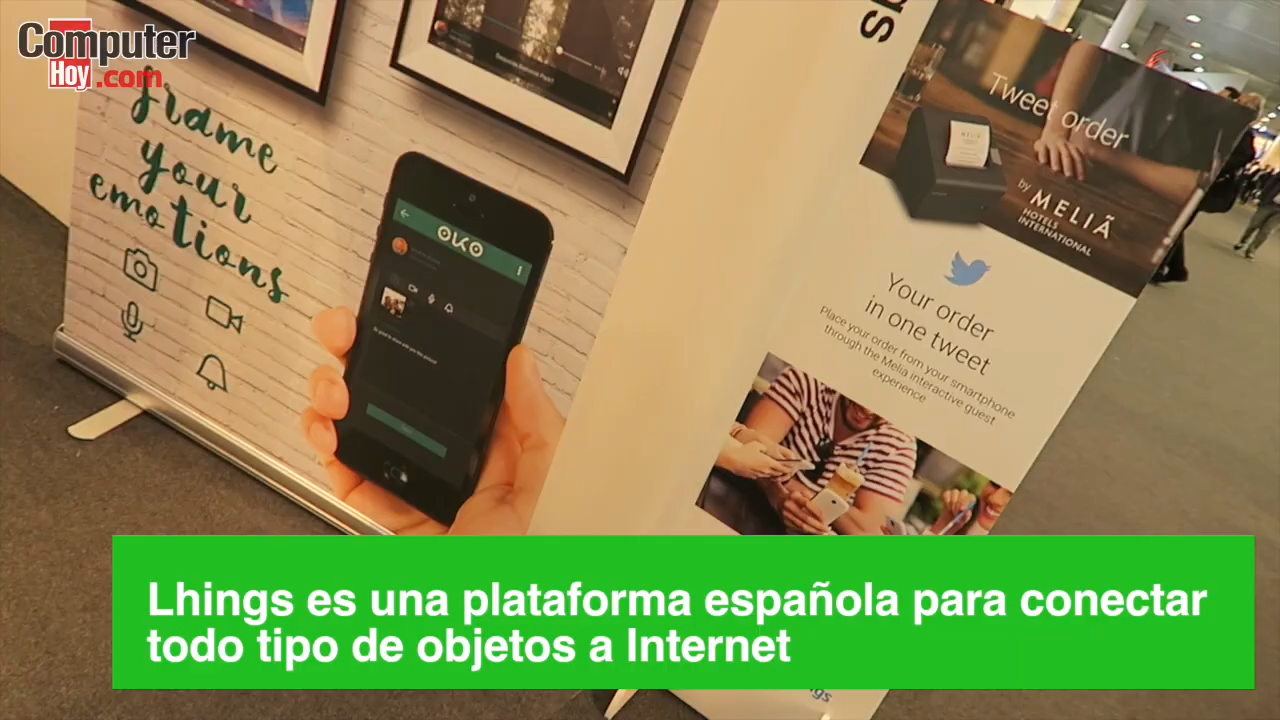 Computer
Hoy.com
frame
your
emotions
OKO
Tweet order
by MELIÃ
HOTELS
INTERNATIONAL
Your order
in one tweet
Place your order from your smartphone
through the Melia interactive guest
experience
Lhings es una plataforma española para conectar
todo tipo de objetos a Internet